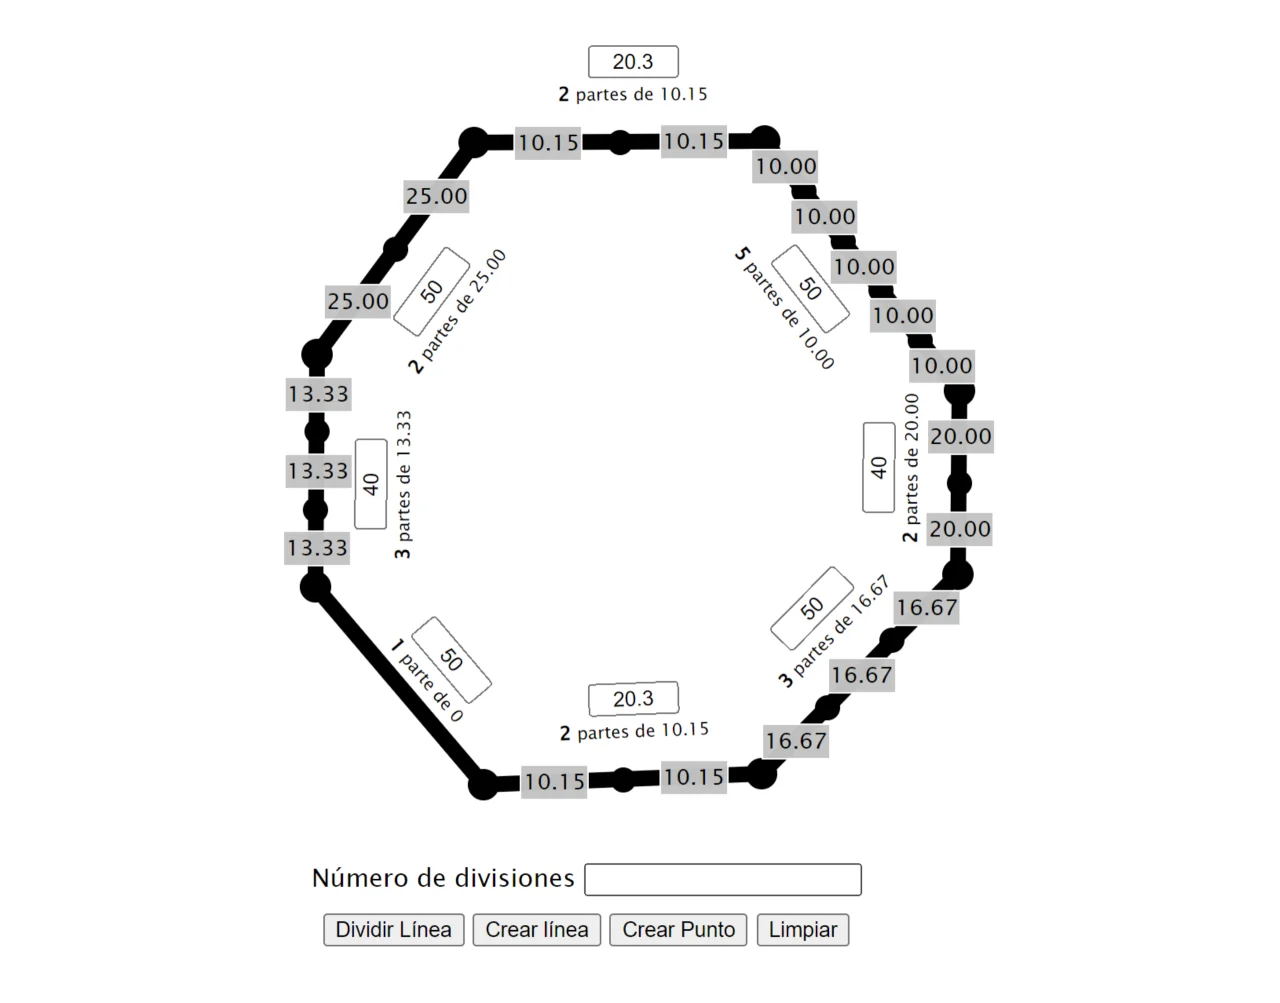 20.3
2 partes de 10.15
10.15
10.15
10.00
25.00
10.00
50
2 partes de 25.00
5 partes de 10.00
50
10.00
25.00
10.00
10.00
13.33
13.33
13.33
40
3 partes de 13.33
40
2 partes de 20.00
20.00
20.00
50
3 partes de 16.67
16.67
16.67
16.67
50
1 parte de 0
20.3
2 partes de 10.15
10.15
10.15
Número de divisiones
Dividir Línea
Crear línea
Crear Punto
Limpiar